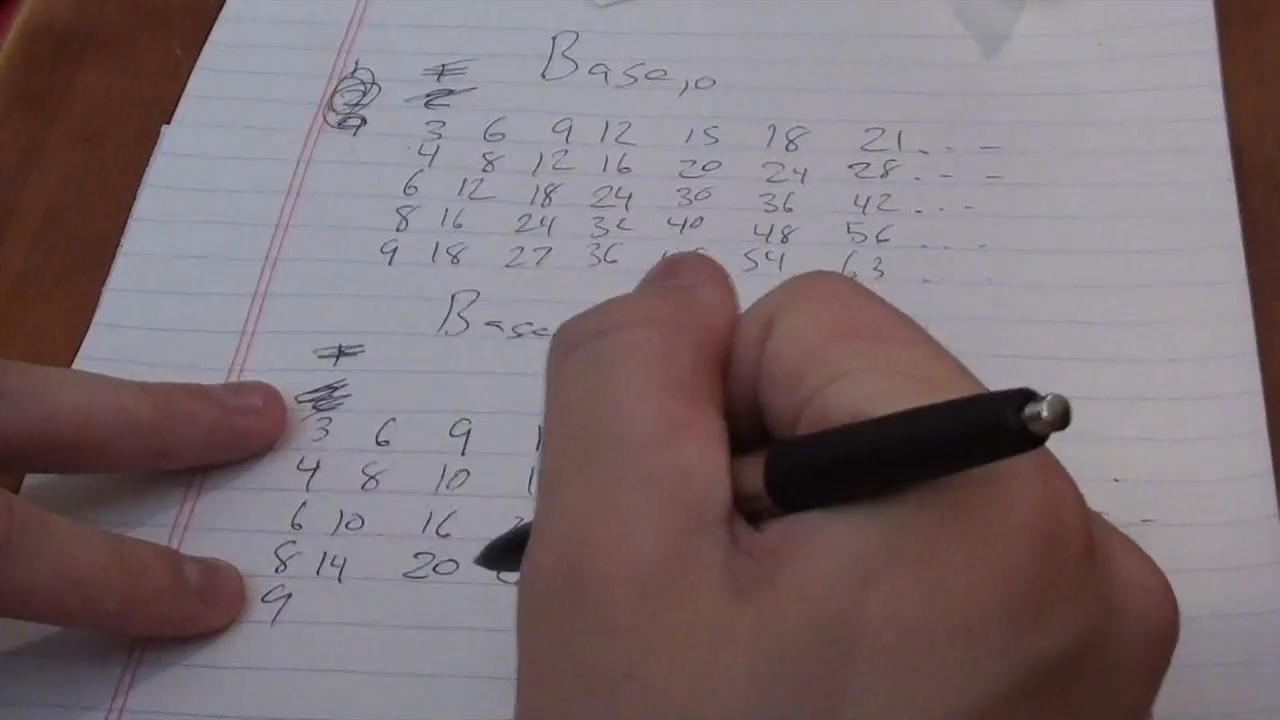 Base10
3 6 9 12 15 18 21 . - -
4 8 12 16 20 24 28 . - -
6 12 18 24 30 36 42 . . .
8 16 24 32 40 48 56 . . .
9 18 27 36 54 63 . .
Base
3 6 9
4 8 10
6 10 16
8 14 20
9